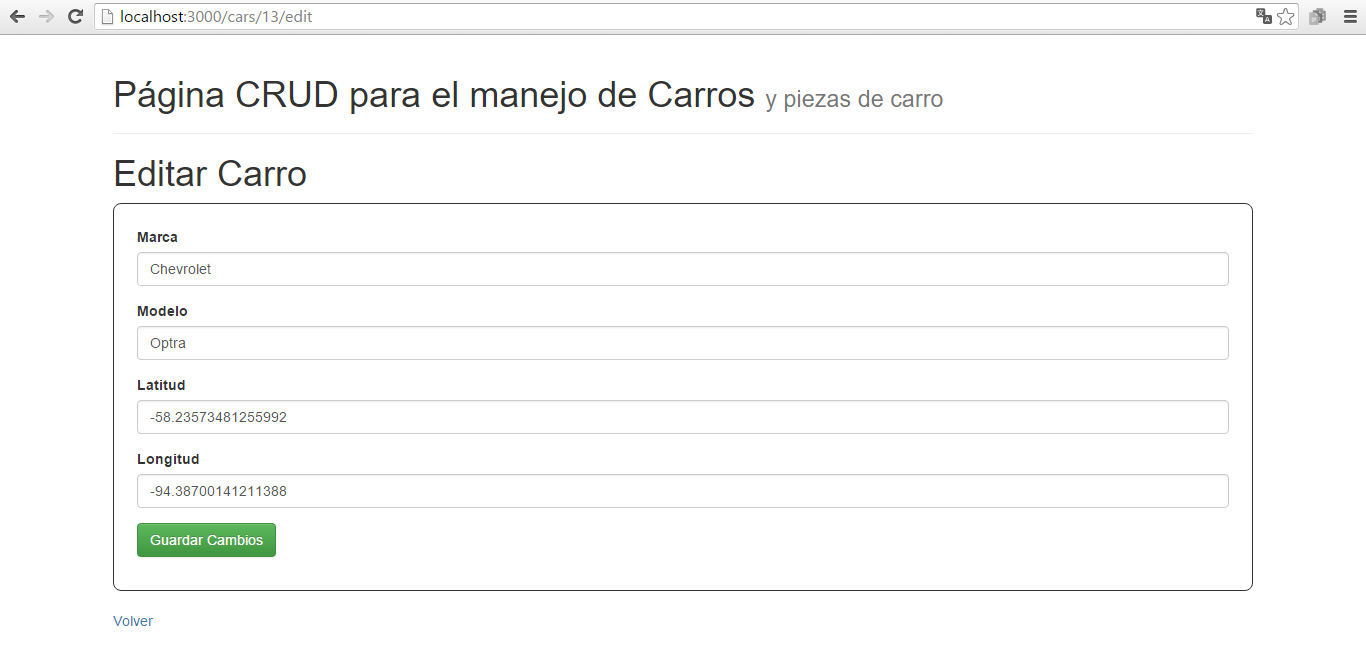 localhost:3000/cars/13/edit
Página CRUD para el manejo de Carros y piezas de carro
Editar Carro
Marca
Chevrolet
Modelo
Optra
Latitud
-58.23573481255992
Longitud
-94.38700141211388
Guardar Cambios
Volver